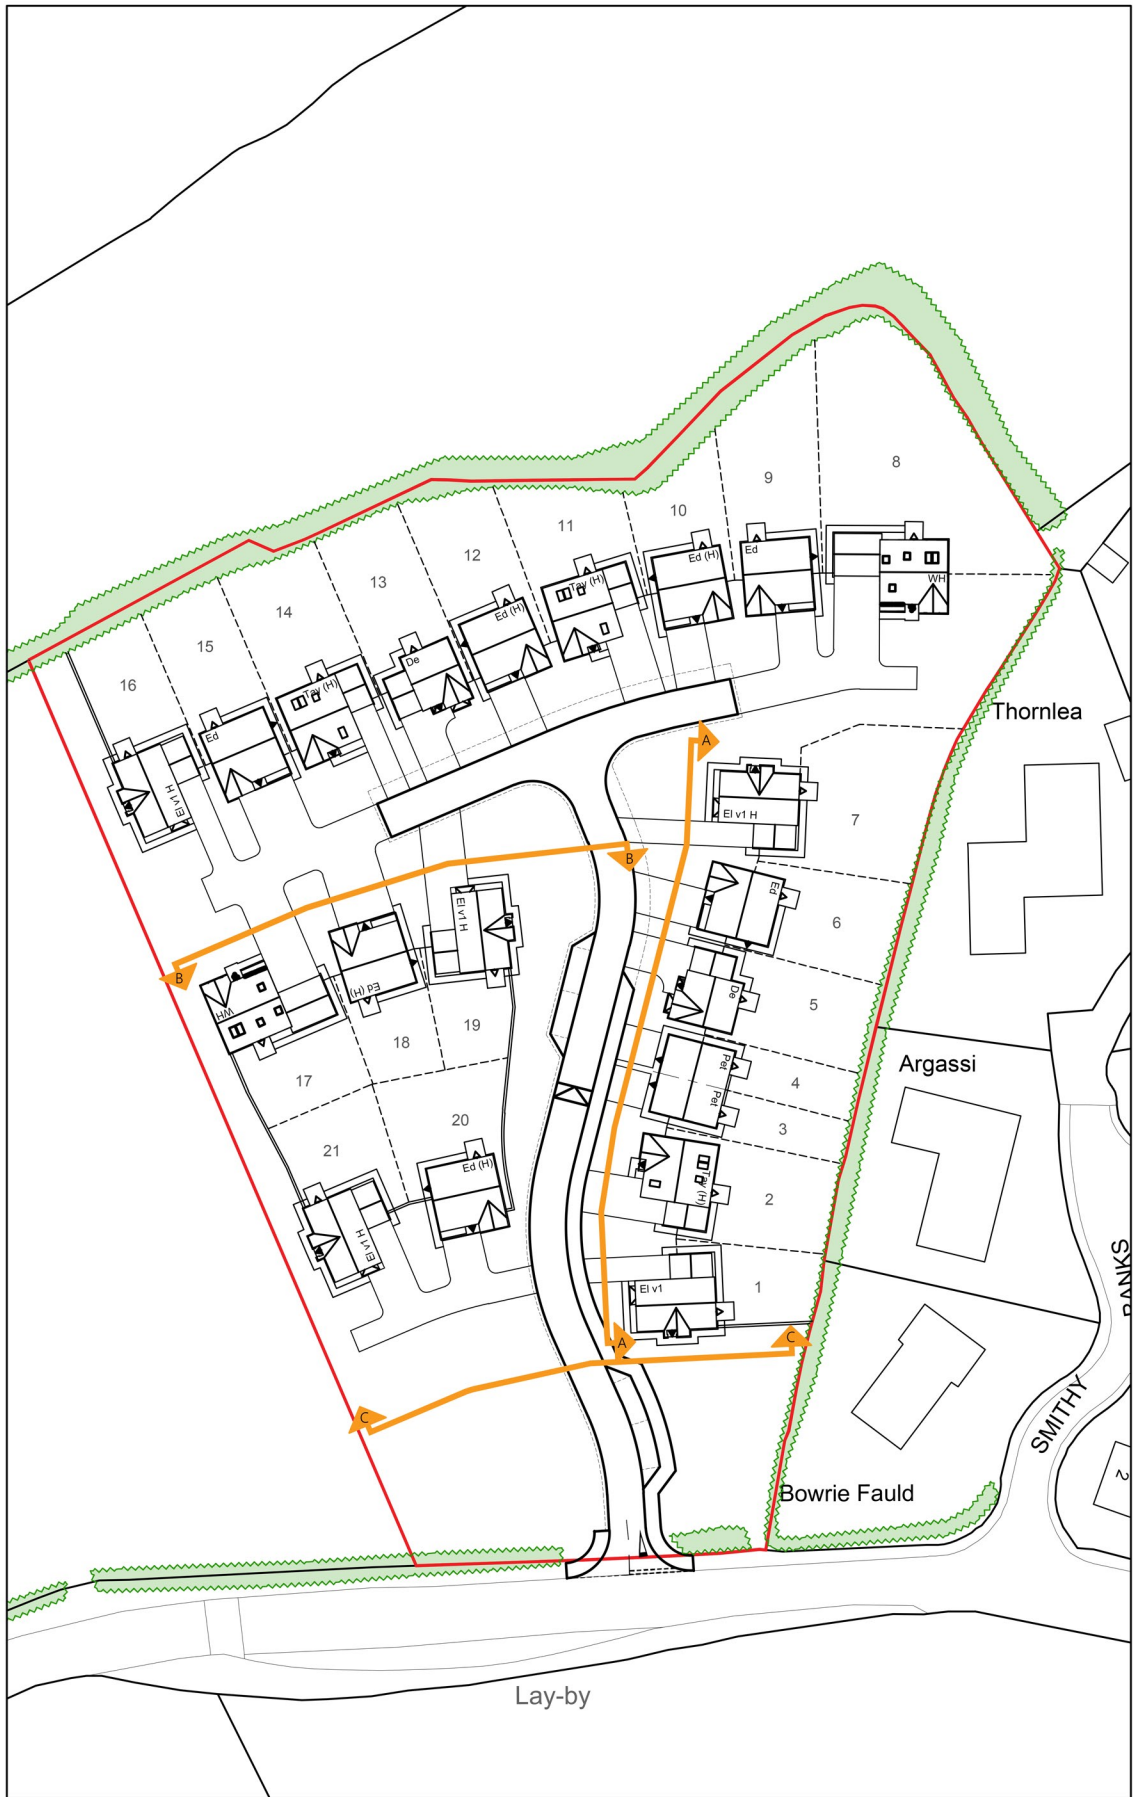 8
9
10
11
12
13
14
15
16
WH
Ed
Ed (H)
Tay (H)
Ed (H)
De
Tay (H)
Ed
El v1 H
Thornlea
A
El v1 H
7
B
Ed
6
B
El v1 H
Ed (H)
WH
De
5
19
18
17
Argassi
Pet
4
Pet
3
20
21
Ed (H)
Tay (H)
2
El v1 H
El v1
1
BANKS
A
C
C
SMITHY
2
Bowrie Fauld
Lay-by